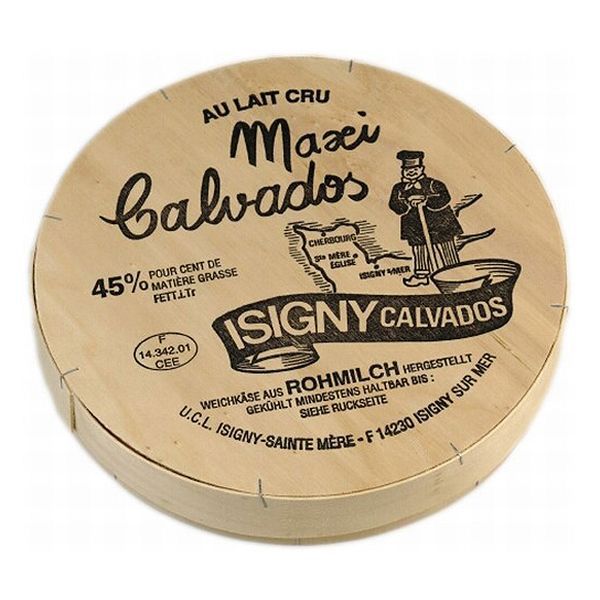 AU LAIT CRU
Maxi
Calvados
CHERBOURG
Ste MÈRE
ÉGLISE
ISIGNY S/MER
45% POUR CENT DE
MATIÈRE GRASSE
FETT.I.Tr
ISIGNY CALVADOS
F
14.342.01
CEE
WEICHKÄSE AUS ROHMILCH HERGESTELLT
GEKÜHLT MINDESTENS HALTBAR BIS :
SIEHE RUCKSEITE
U.C.L. ISIGNY-SAINTE MÈRE - F 14230 ISIGNY SUR MER